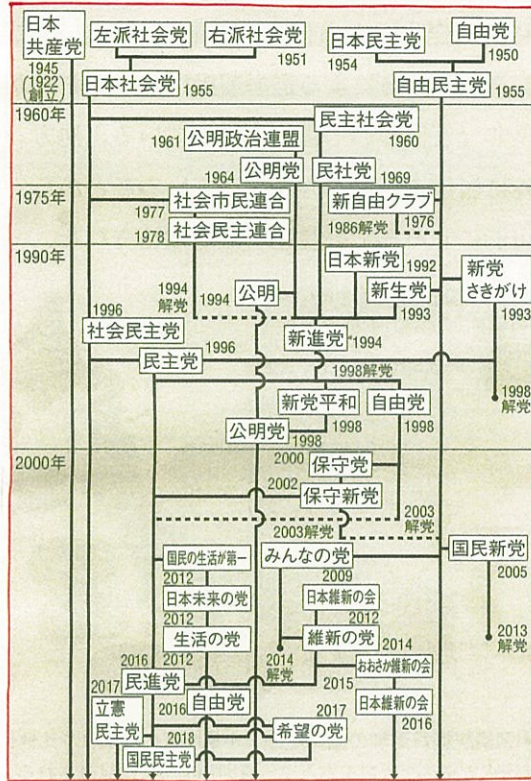 日本
共産党
1945
(1922
創立)
左派社会党
右派社会党
1951
日本社会党
1955
日本民主党
1954
自由党
1950
自由民主党
1955
1960年
民主社会党
1960
公明政治連盟
1961
1964
公明党
民社党
1969
1975年
社会市民連合
1977
社会民主連合
1978
新自由クラブ
1976
1986解党
1990年
日本新党
1992
新党
さきがけ
1993
公明
1994
新生党
1993
1994
解党
1996
社会民主党
民主党
1996
新進党
1994
1998解党
1998
解党
新党平和
1998
自由党
1998
公明党
1998
2000年
2000
保守党
2002
保守新党
2003
解党
2003解党
国民新党
2005
国民の生活が第一
2012
みんなの党
2009
日本未来の党
2012
日本維新の会
2012
2013
解党
生活の党
2012
維新の党
2014
2014
解党
おおさか維新の会
2015
2016
民進党
自由党
2016
日本維新の会
2016
2017
立憲
民主党
2017
希望の党
2018
国民民主党